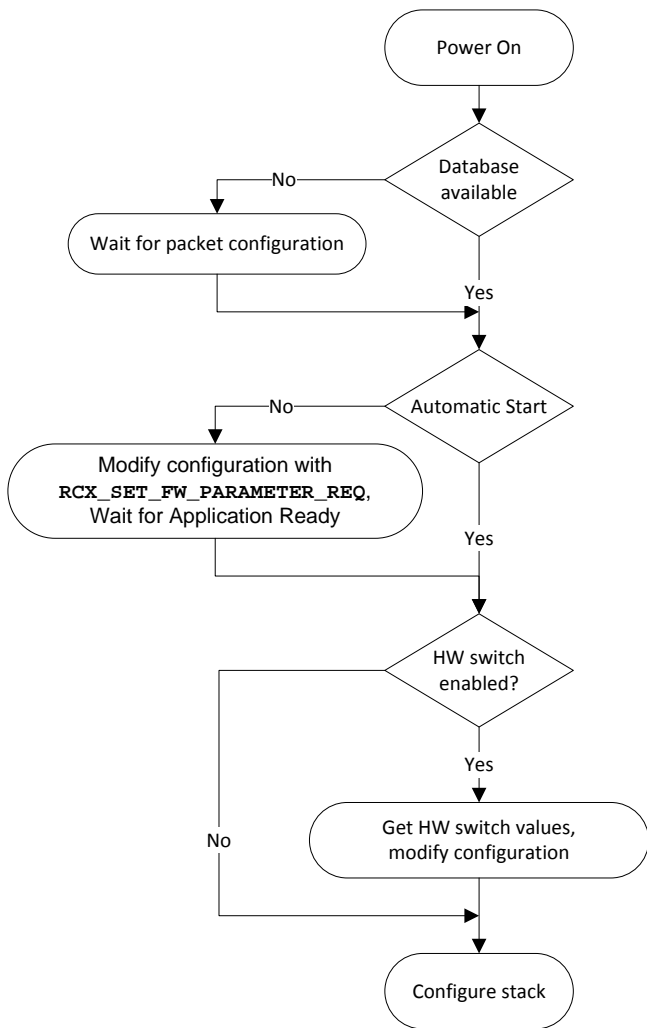 Power On
Database
available
No
Wait for packet configuration
Yes
Automatic Start
No
Modify configuration with
RCX_SET_FW_PARAMETER_REQ,
Wait for Application Ready
Yes
HW switch
enabled?
Yes
Get HW switch values,
modify configuration
No
Configure stack